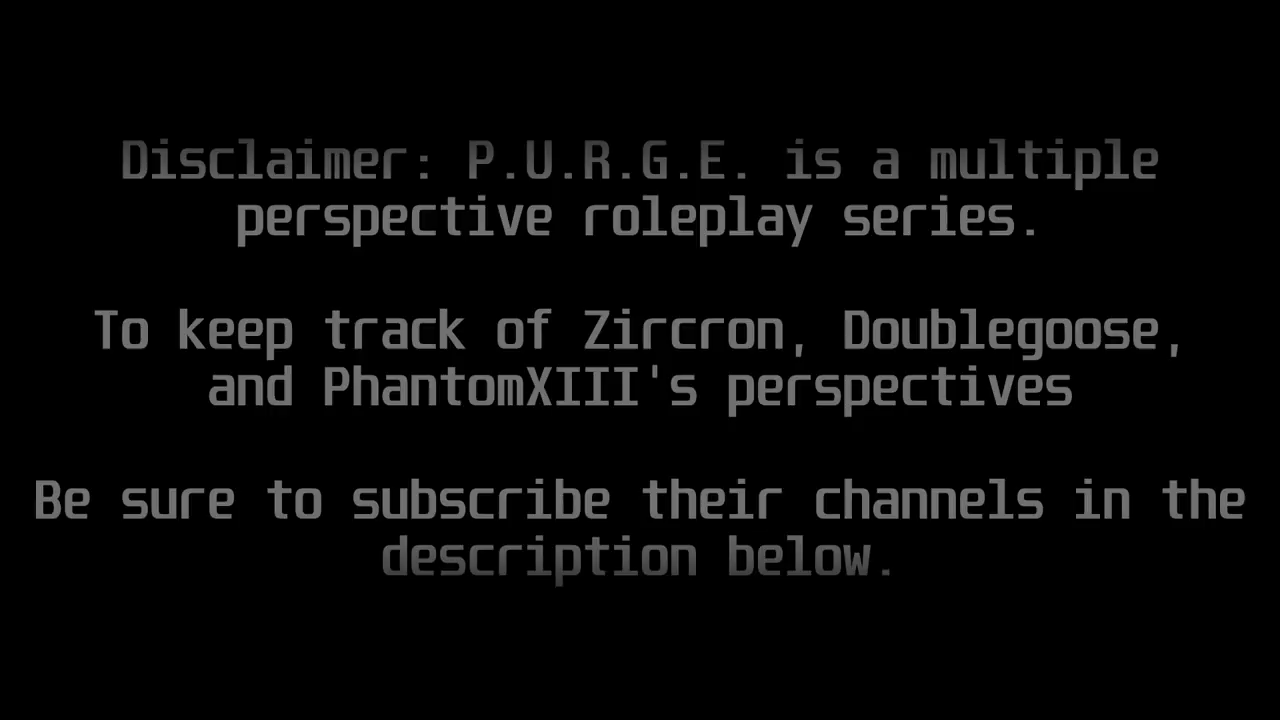 Disclaimer: P.U.R.G.E. is a multiple
perspective roleplay series.
To keep track of Zircron, Doublegoose,
and PhantomXIII's perspectives
Be sure to subscribe their channels in the
description below.